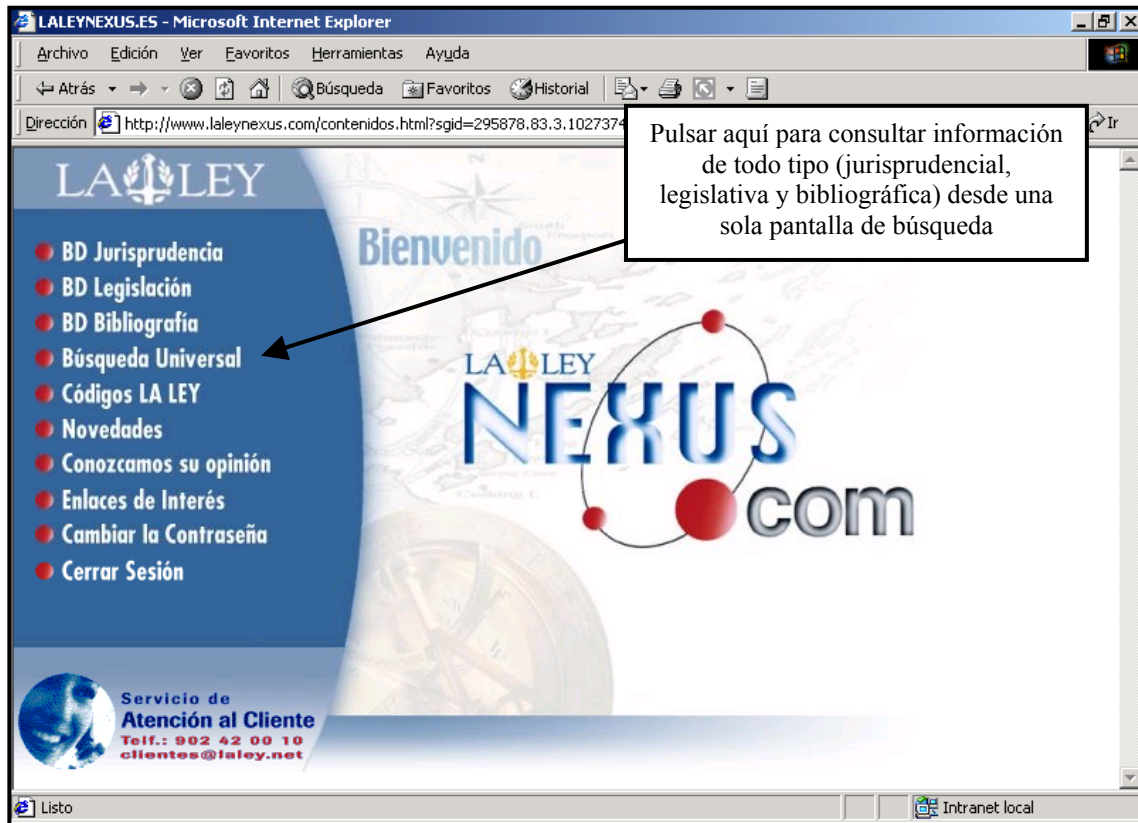 LALEYNEXUS.ES - Microsoft Internet Explorer
Archivo Edición Ver Favoritos Herramientas Ayuda
Atrás Búsqueda Favoritos Historial
Dirección http://www.laleynexus.com/contenidos.html?sgid=295878.83.3.1027374 Ir
Pulsar aquí para consultar información
de todo tipo (jurisprudencial,
legislativa y bibliográfica) desde una
sola pantalla de búsqueda
LA LEY
Bienvenido
BD Jurisprudencia
BD Legislación
BD Bibliografía
Búsqueda Universal
Códigos LA LEY
Novedades
Conozcamos su opinión
Enlaces de Interés
Cambiar la Contraseña
Cerrar Sesión
LA LEY
NEXUS
.com
Servicio de
Atención al Cliente
Telf.: 902 42 00 10
clientes@laley.net
Listo Intranet local